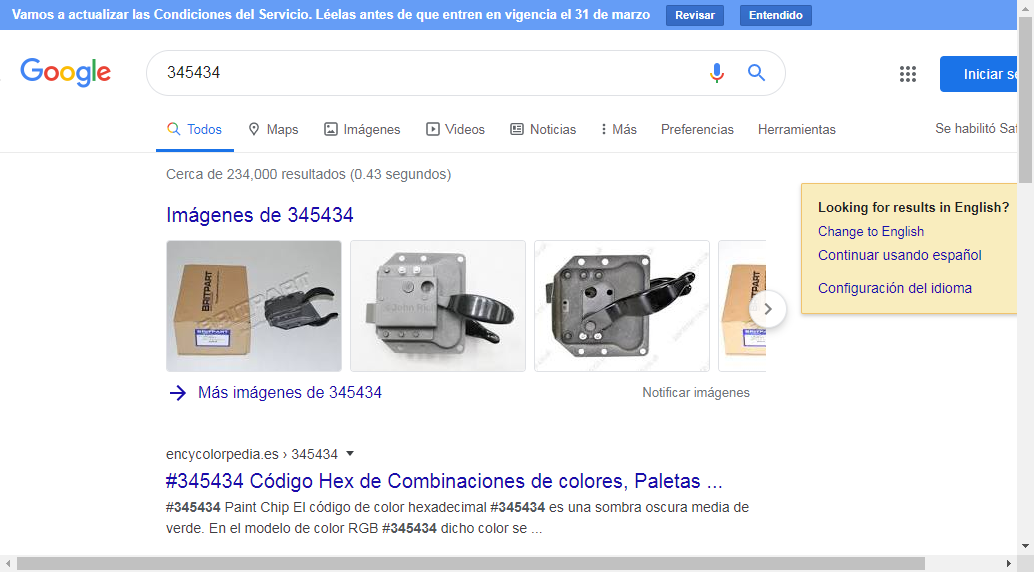 Vamos a actualizar las Condiciones del Servicio. Léelas antes de que entren en vigencia el 31 de marzo Revisar Entendido
Google
345434
Iniciar se
Todos Maps Imágenes Videos Noticias Más Preferencias Herramientas Se habilitó Saf
Cerca de 234,000 resultados (0.43 segundos)
Looking for results in English?
Change to English
Continuar usando español
Configuración del idioma
Imágenes de 345434
BRITPART
BRITPART
BRITPART
John Ric
Más imágenes de 345434 Notificar imágenes
encycolorpedia.es › 345434
#345434 Código Hex de Combinaciones de colores, Paletas ...
#345434 Paint Chip El código de color hexadecimal #345434 es una sombra oscura media de
verde. En el modelo de color RGB #345434 dicho color se ...